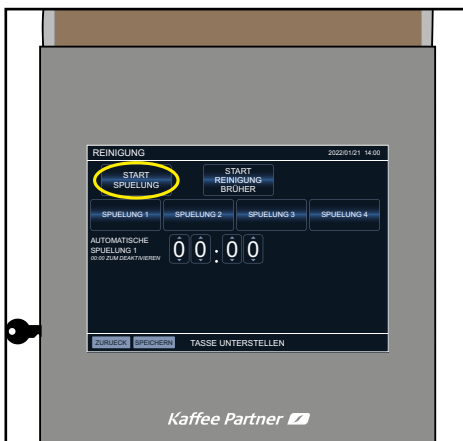 REINIGUNG 2022/01/21 14:00
START
SPUELUNG
START
REINIGUNG
BRÜHER
SPUELUNG 1 SPUELUNG 2 SPUELUNG 3 SPUELUNG 4
AUTOMATISCHE
SPUELUNG 1
00:00 ZUM DEAKTIVIEREN
00:00
ZURUECK SPEICHERN TASSE UNTERSTELLEN
Kaffee Partner